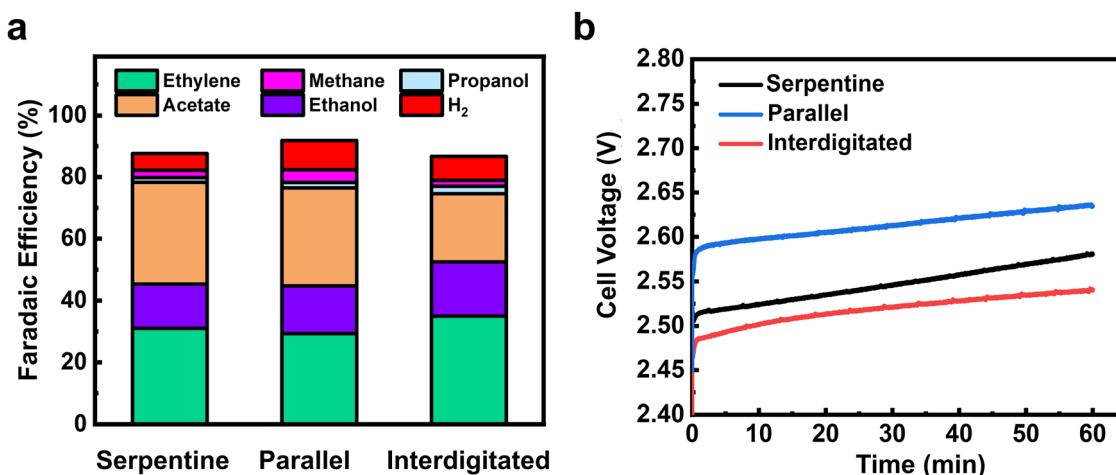 a
Faradaic Efficiency (%)
100
80
60
40
20
0
Ethylene Methane Propanol
Acetate Ethanol H₂
Serpentine Parallel Interdigitated
b
Cell Voltage (V)
2.80
2.75
2.70
2.65
2.60
2.55
2.50
2.45
2.40
Serpentine
Parallel
Interdigitated
0 10 20 30 40 50 60
Time (min)